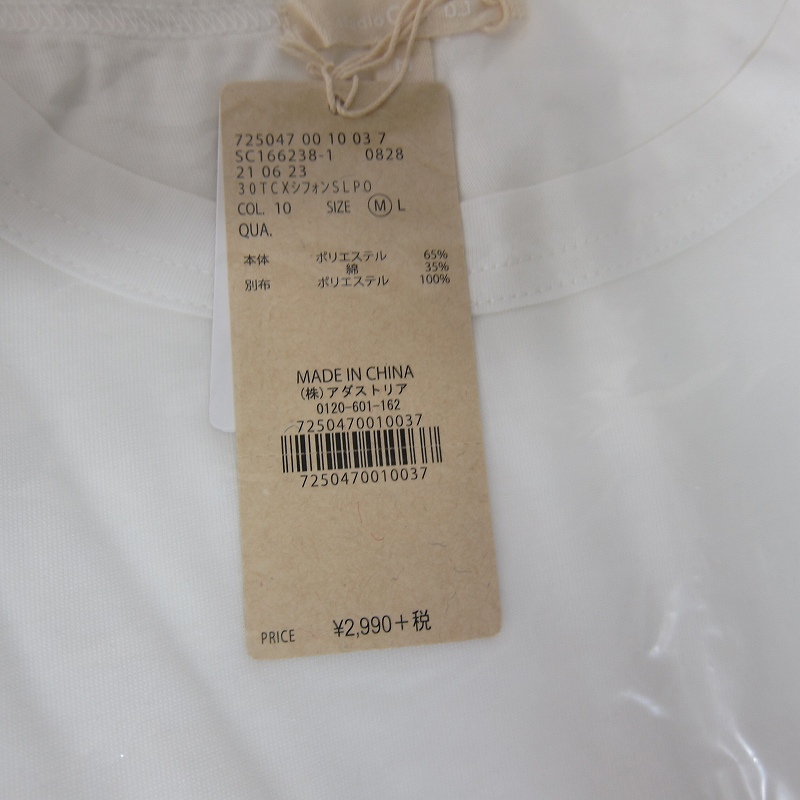 725047 00 10 03 7
SC166238-1 0828
21 06 23
30TCXシフォンSLPO
COL. 10 SIZE M L
QUA.
本体 ポリエステル 65%
綿 35%
別布 ポリエステル 100%
MADE IN CHINA
(株)アダストリア
0120-601-162
7250470010037
7250470010037
PRICE ¥2,990+税